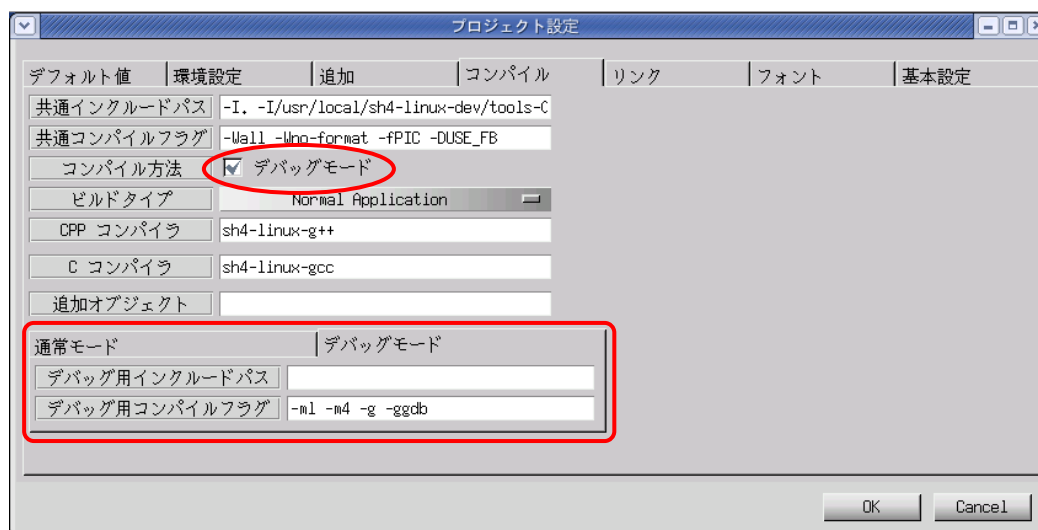 プロジェクト設定
デフォルト値 環境設定 追加 コンパイル リンク フォント 基本設定
共通インクルードパス -I. -I/usr/local/sh4-linux-dev/tools-C
共通コンパイルフラグ -Wall -Wno-format -fPIC -DUSE_FB
コンパイル方法 デバッグモード
ビルドタイプ Normal Application
CPP コンパイラ sh4-linux-g++
C コンパイラ sh4-linux-gcc
追加オブジェクト
通常モード デバッグモード
デバッグ用インクルードパス
デバッグ用コンパイルフラグ -ml -m4 -g -ggdb
OK Cancel